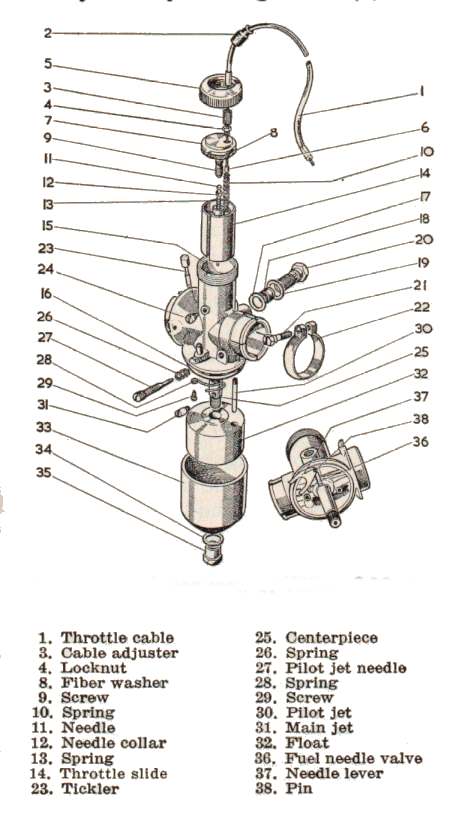 2
5
3
4
7
9
11
12
13
15
23
24
16
26
27
28
29
31
33
34
35
1
8
6
10
14
17
18
20
19
21
22
30
25
32
37
38
36
1. Throttle cable
3. Cable adjuster
4. Locknut
8. Fiber washer
9. Screw
10. Spring
11. Needle
12. Needle collar
13. Spring
14. Throttle slide
23. Tickler
25. Centerpiece
26. Spring
27. Pilot jet needle
28. Spring
29. Screw
30. Pilot jet
31. Main jet
32. Float
36. Fuel needle valve
37. Needle lever
38. Pin